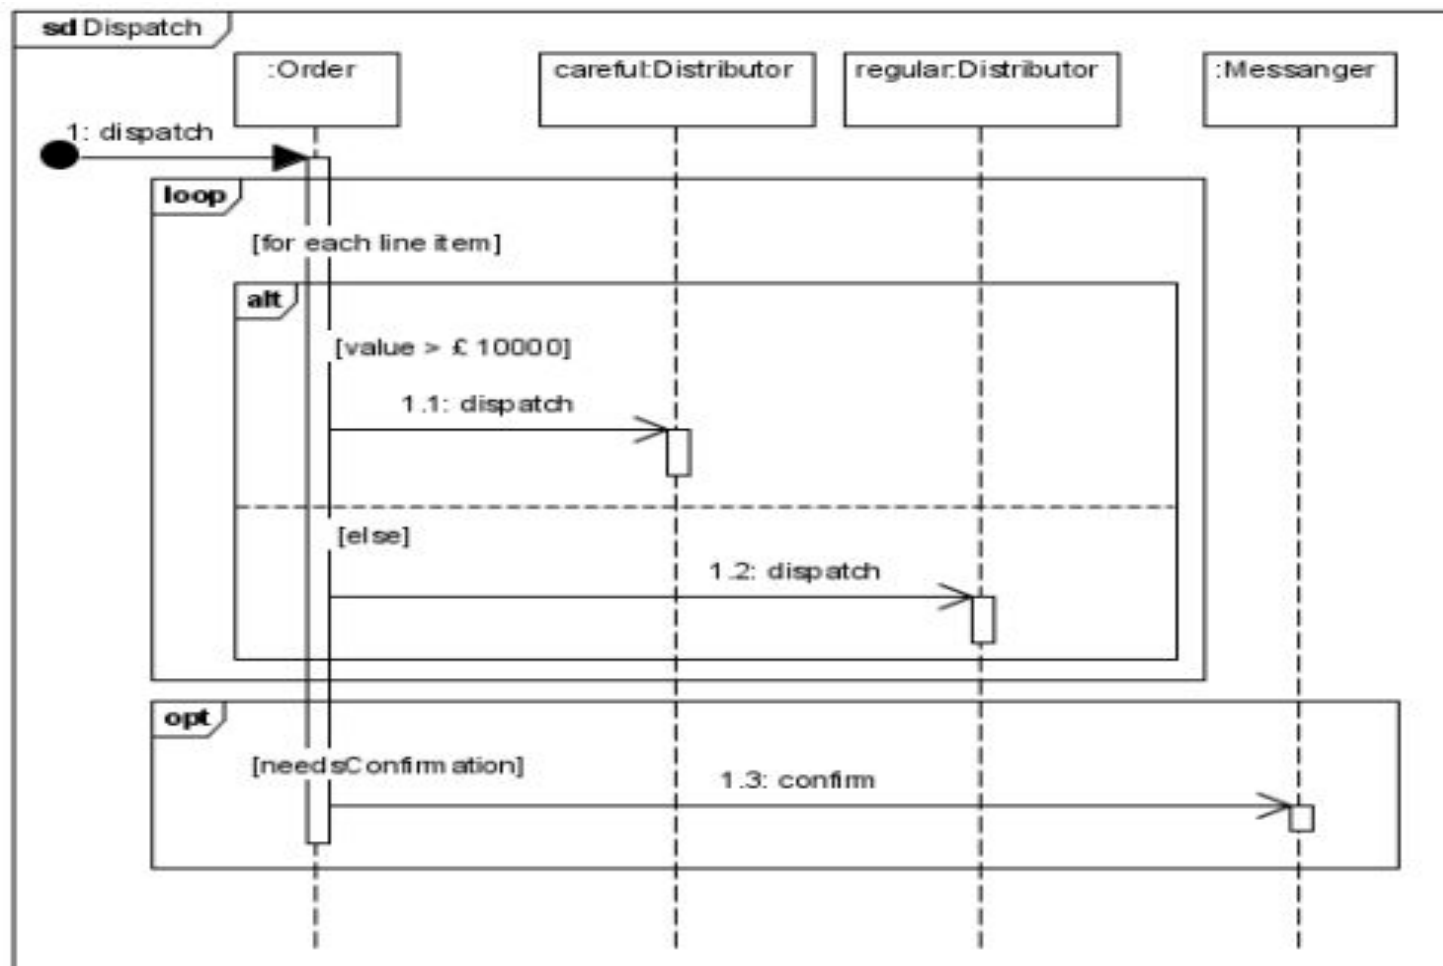 sd Dispatch
:Order
careful:Distributor
regular:Distributor
:Messanger
1: dispatch
loop
[for each line item]
alt
[value > £ 10000]
1.1: dispatch
[else]
1.2: dispatch
opt
[needsConfirmation]
1.3: confirm